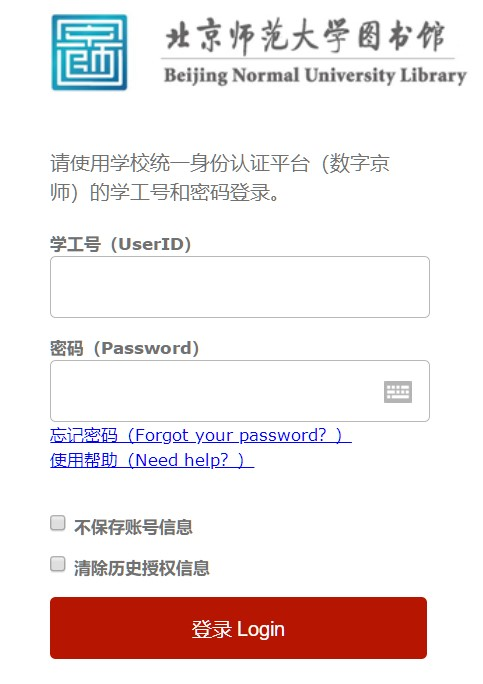 北京师范大学图书馆
Beijing Normal University Library
请使用学校统一身份认证平台（数字京
师）的学工号和密码登录。
学工号（UserID）
密码（Password）
忘记密码（Forgot your password？）
使用帮助（Need help？）
不保存账号信息
清除历史授权信息
登录 Login